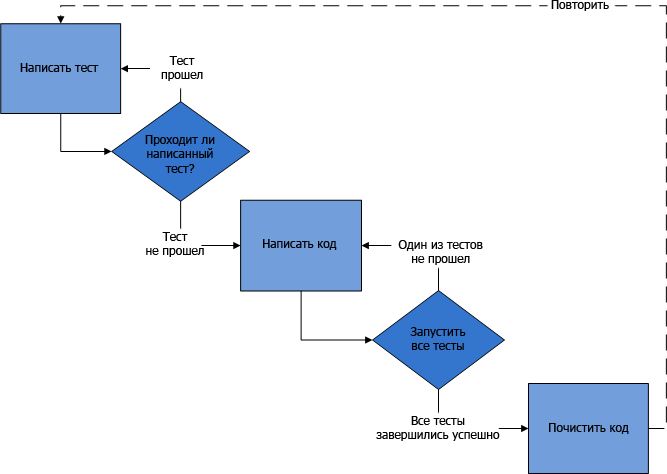 Повторить
Написать тест
Тест
прошел
Проходит ли
написанный
тест?
Тест
не прошел
Написать код
Один из тестов
не прошел
Запустить
все тесты
Все тесты
завершились успешно
Почистить код